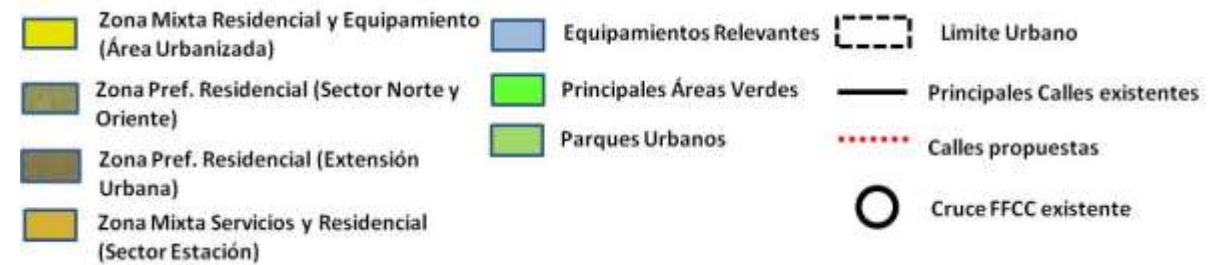 Zona Mixta Residencial y Equipamiento
(Área Urbanizada)
Zona Pref. Residencial (Sector Norte y
Oriente)
Zona Pref. Residencial (Extensión
Urbana)
Zona Mixta Servicios y Residencial
(Sector Estación)
Equipamientos Relevantes
Principales Áreas Verdes
Parques Urbanos
Limite Urbano
Principales Calles existentes
Calles propuestas
Cruce FFCC existente